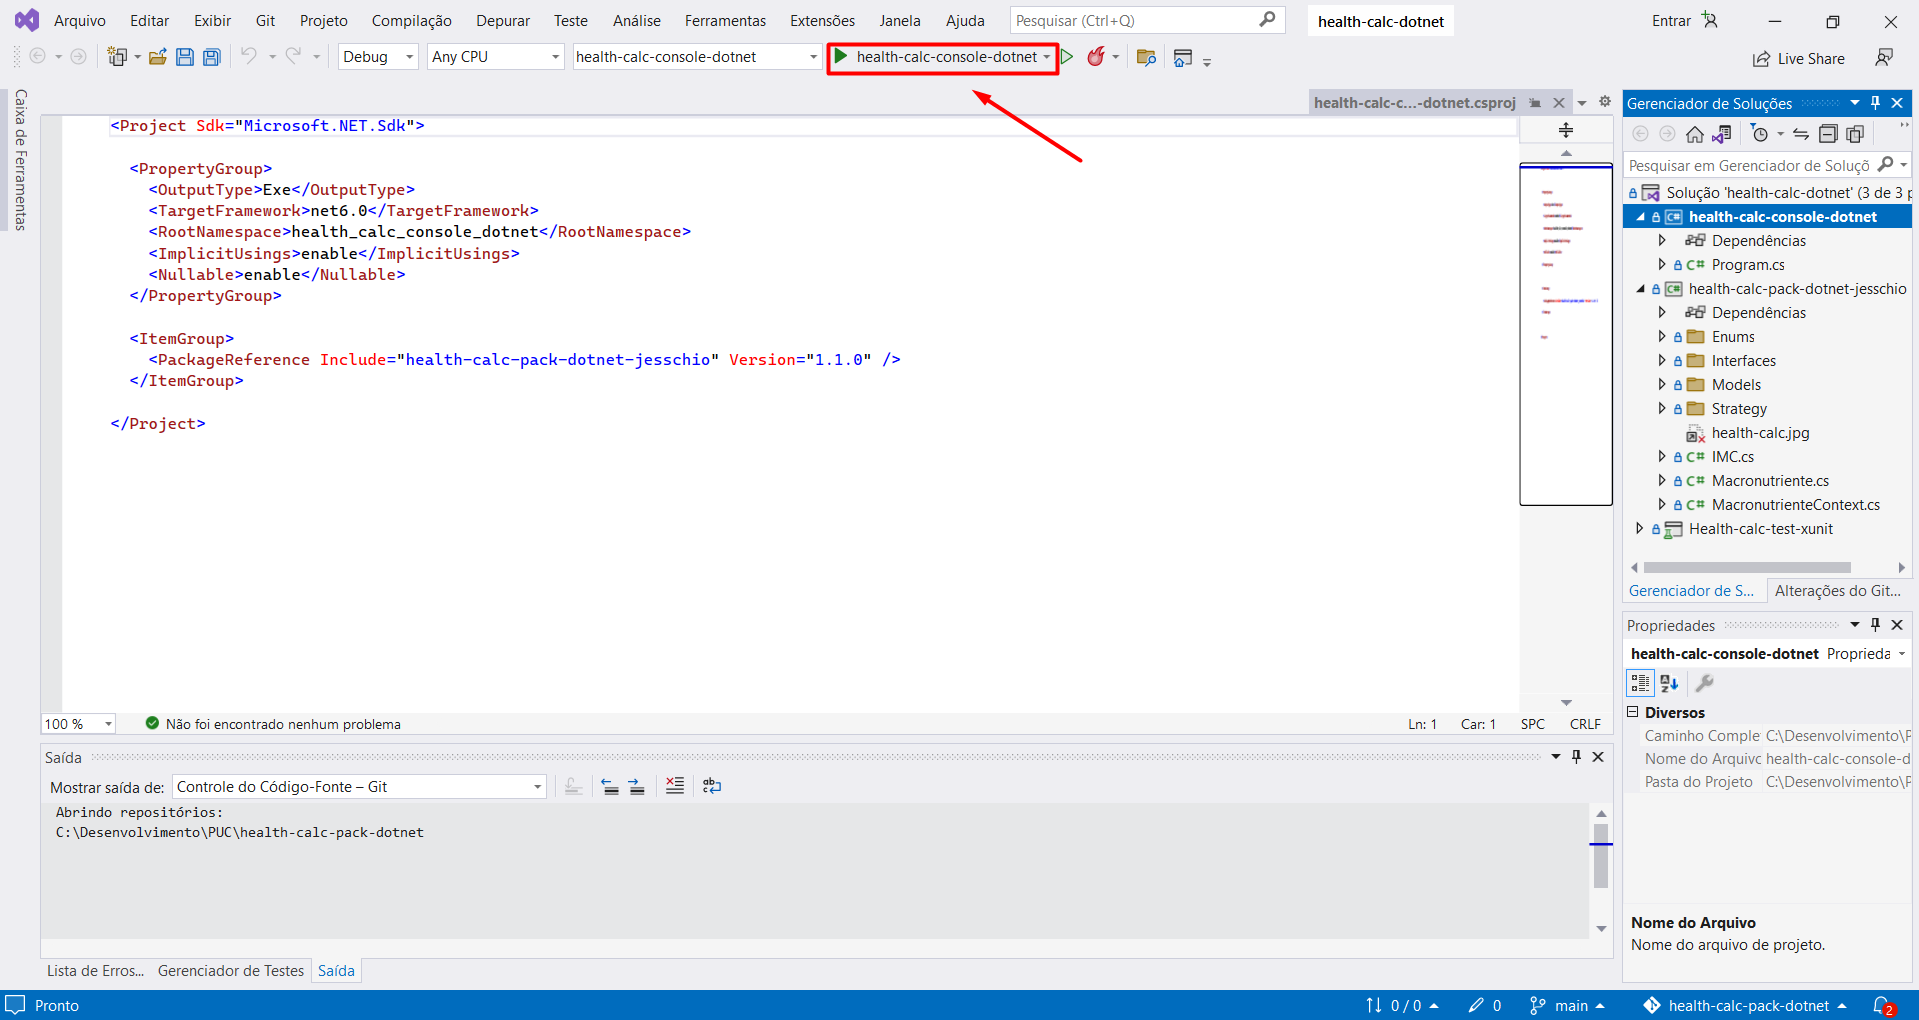 Arquivo Editar Exibir Git Projeto Compilação Depurar Teste Análise Ferramentas Extensões Janela Ajuda Pesquisar (Ctrl+Q) health-calc-dotnet Entrar
Debug Any CPU health-calc-console-dotnet health-calc-console-dotnet Live Share
Caixa de Ferramentas
health-calc-c...-dotnet.csproj
<Project Sdk="Microsoft.NET.Sdk">
<PropertyGroup>
<OutputType>Exe</OutputType>
<TargetFramework>net6.0</TargetFramework>
<RootNamespace>health_calc_console_dotnet</RootNamespace>
<ImplicitUsings>enable</ImplicitUsings>
<Nullable>enable</Nullable>
</PropertyGroup>
<ItemGroup>
<PackageReference Include="health-calc-pack-dotnet-jesschio" Version="1.1.0" />
</ItemGroup>
</Project>
100 % Não foi encontrado nenhum problema Ln: 1 Car: 1 SPC CRLF
Saída
Mostrar saída de: Controle do Código-Fonte – Git
Abrindo repositórios:
C:\Desenvolvimento\PUC\health-calc-pack-dotnet
Lista de Erros... Gerenciador de Testes Saída
Gerenciador de Soluções
Pesquisar em Gerenciador de Soluçõ
Solução 'health-calc-dotnet' (3 de 3 p
health-calc-console-dotnet
Dependências
C# Program.cs
health-calc-pack-dotnet-jesschio
Dependências
Enums
Interfaces
Models
Strategy
health-calc.jpg
C# IMC.cs
C# Macronutriente.cs
C# MacronutrienteContext.cs
Health-calc-test-xunit
Gerenciador de S... Alterações do Git...
Propriedades
health-calc-console-dotnet Proprieda
Diversos
Caminho Comple C:\Desenvolvimento\P
Nome do Arquivo health-calc-console-d
Pasta do Projeto C:\Desenvolvimento\P
Nome do Arquivo
Nome do arquivo de projeto.
Pronto 0 / 0 0 main health-calc-pack-dotnet 2